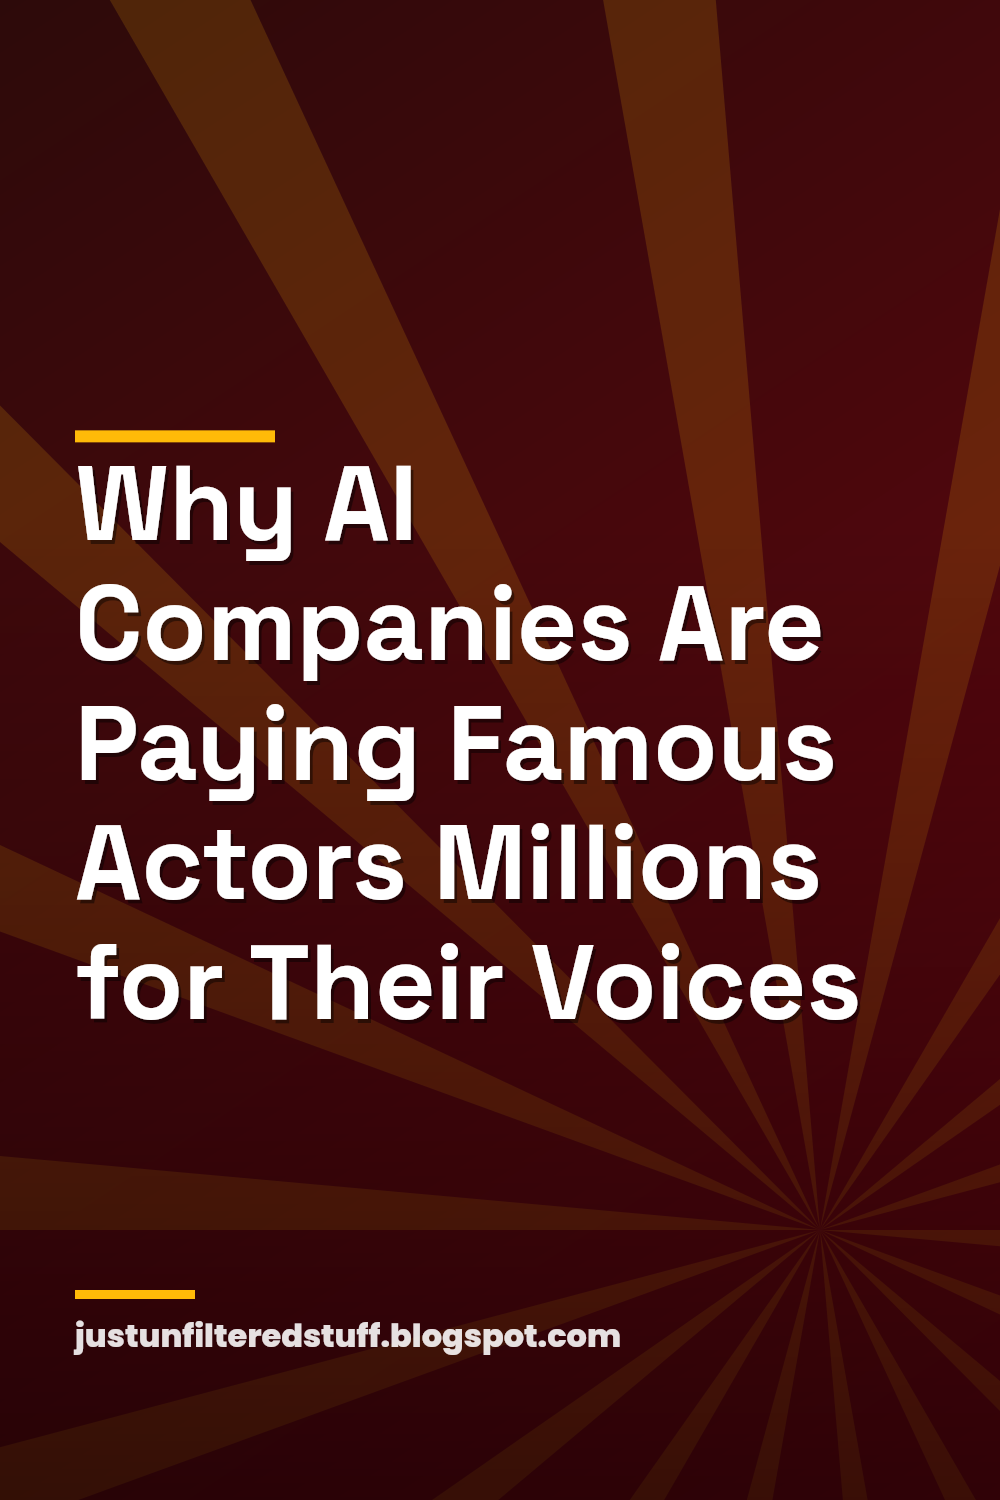 Why AI
Companies Are
Paying Famous
Actors Millions
for Their Voices
justunfilteredstuff.blogspot.com